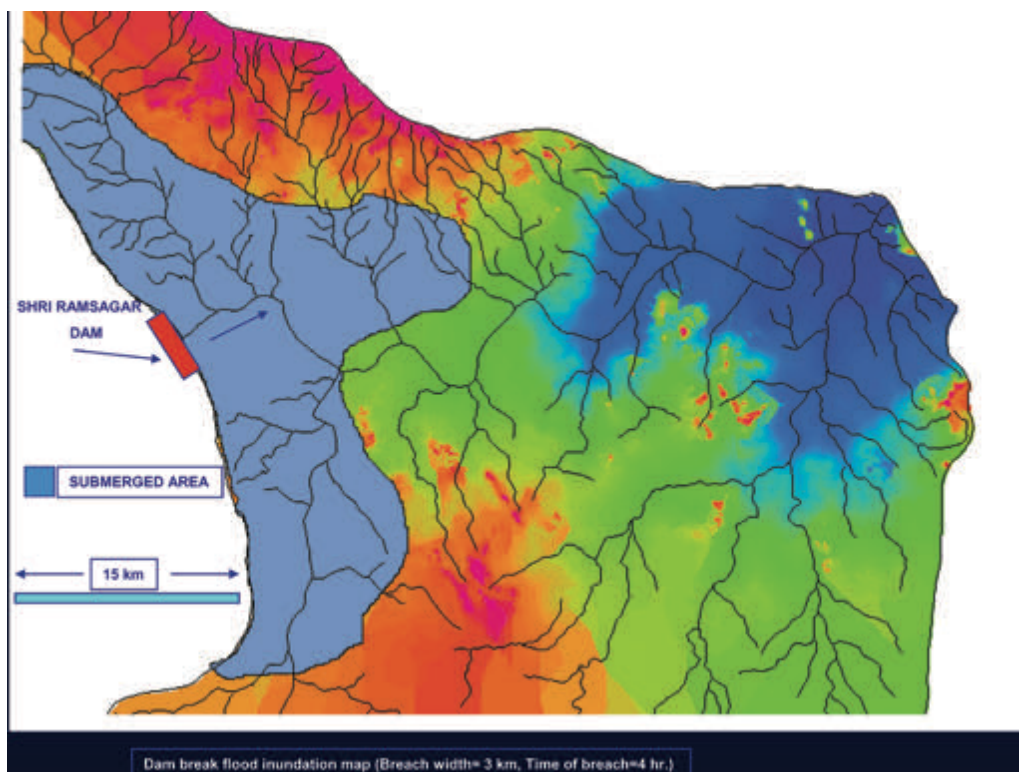 SHRI RAMSAGAR
DAM
SUBMERGED AREA
15 km
Dam break flood inundation map (Breach width= 3 km, Time of breach=4 hr.)